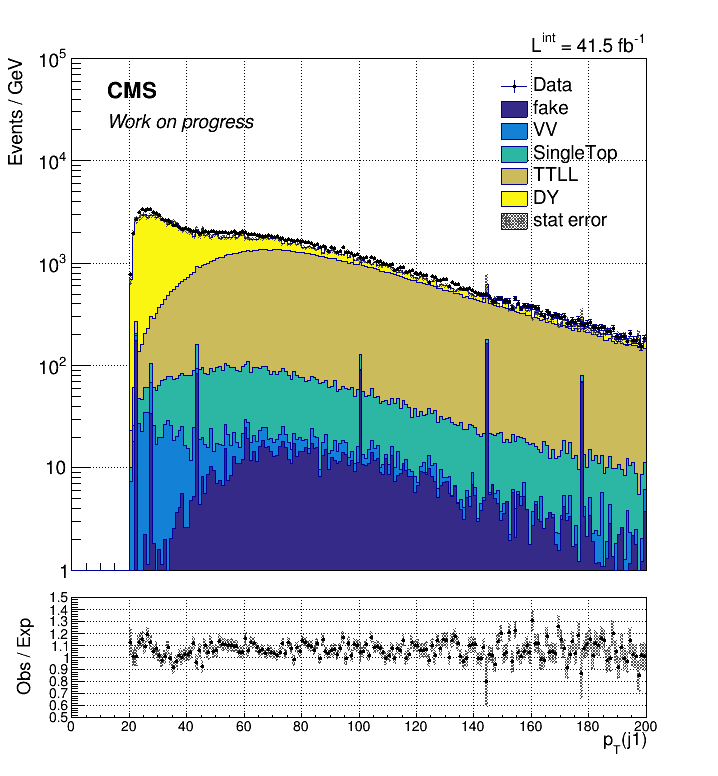 L^int = 41.5 fb^-1
Events / GeV
10^5
10^4
10^3
10^2
10
1
CMS
Work on progress
Data
fake
VV
SingleTop
TTLL
DY
stat error
Obs / Exp
1.5
1.4
1.3
1.2
1.1
1
0.9
0.8
0.7
0.6
0.5
0 20 40 60 80 100 120 140 160 180 200
p_T(j1)